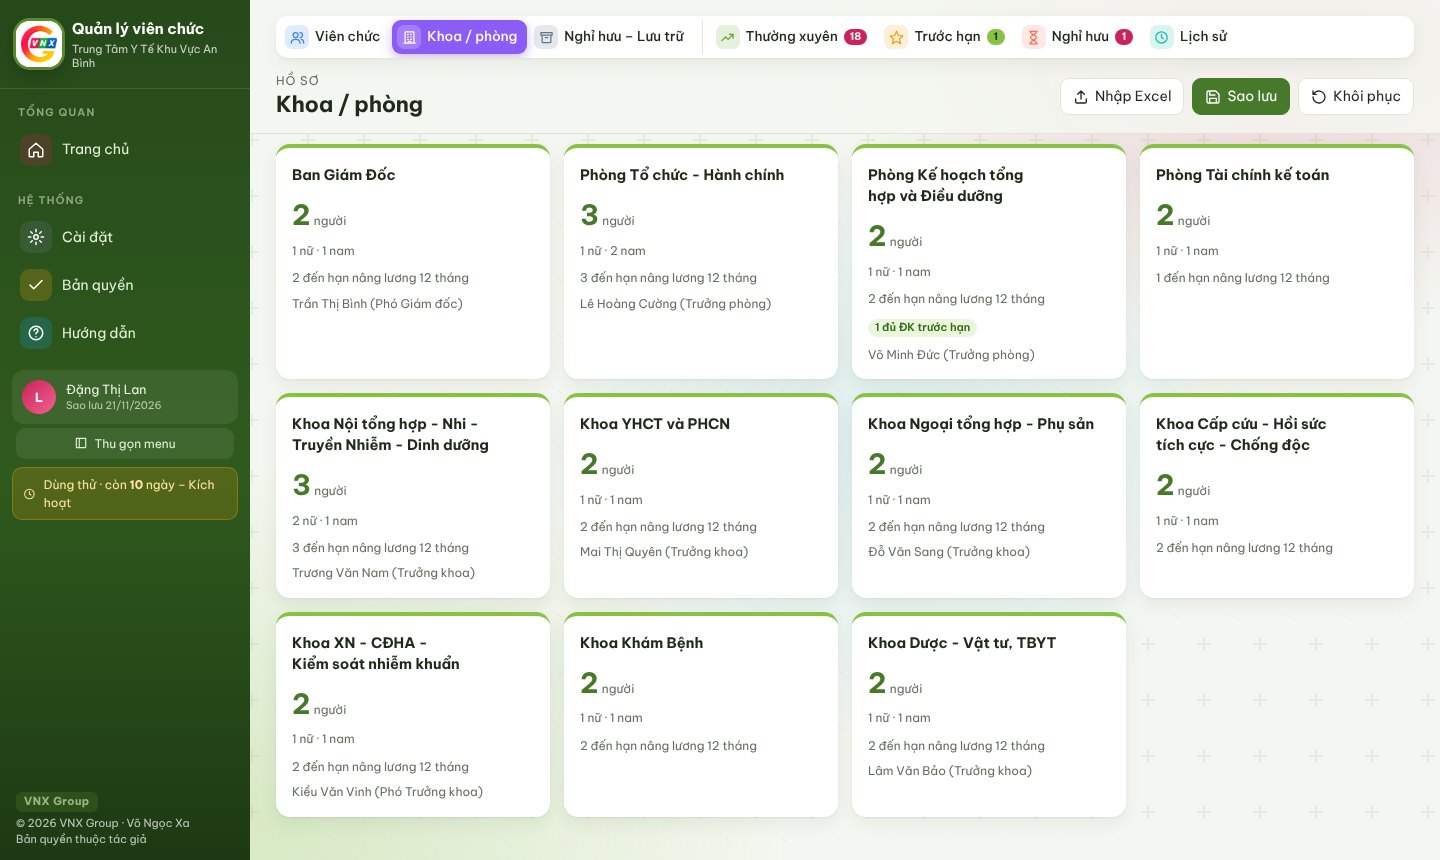 VNX
Quản lý viên chức
Trung Tâm Y Tế Khu Vực An
Bình
TỔNG QUAN
Trang chủ
HỆ THỐNG
Cài đặt
Bản quyền
Hướng dẫn
L
Đặng Thị Lan
Sao lưu 21/11/2026
Thu gọn menu
Dùng thử · còn 10 ngày – Kích
hoạt
VNX Group
© 2026 VNX Group · Võ Ngọc Xa
Bản quyền thuộc tác giả
Viên chức
Khoa / phòng
Nghỉ hưu – Lưu trữ
Thường xuyên 18
Trước hạn 1
Nghỉ hưu 1
Lịch sử
HỒ SƠ
Khoa / phòng
Nhập Excel
Sao lưu
Khôi phục
Ban Giám Đốc
2 người
1 nữ · 1 nam
2 đến hạn nâng lương 12 tháng
Trần Thị Bình (Phó Giám đốc)
Phòng Tổ chức - Hành chính
3 người
1 nữ · 2 nam
3 đến hạn nâng lương 12 tháng
Lê Hoàng Cường (Trưởng phòng)
Phòng Kế hoạch tổng
hợp và Điều dưỡng
2 người
1 nữ · 1 nam
2 đến hạn nâng lương 12 tháng
1 đủ ĐK trước hạn
Võ Minh Đức (Trưởng phòng)
Phòng Tài chính kế toán
2 người
1 nữ · 1 nam
1 đến hạn nâng lương 12 tháng
Khoa Nội tổng hợp - Nhi -
Truyền Nhiễm - Dinh dưỡng
3 người
2 nữ · 1 nam
3 đến hạn nâng lương 12 tháng
Trương Văn Nam (Trưởng khoa)
Khoa YHCT và PHCN
2 người
1 nữ · 1 nam
2 đến hạn nâng lương 12 tháng
Mai Thị Quyên (Trưởng khoa)
Khoa Ngoại tổng hợp - Phụ sản
2 người
1 nữ · 1 nam
2 đến hạn nâng lương 12 tháng
Đỗ Văn Sang (Trưởng khoa)
Khoa Cấp cứu - Hồi sức
tích cực - Chống độc
2 người
1 nữ · 1 nam
2 đến hạn nâng lương 12 tháng
Khoa XN - CĐHA -
Kiểm soát nhiễm khuẩn
2 người
1 nữ · 1 nam
2 đến hạn nâng lương 12 tháng
Kiều Văn Vinh (Phó Trưởng khoa)
Khoa Khám Bệnh
2 người
1 nữ · 1 nam
2 đến hạn nâng lương 12 tháng
Khoa Dược - Vật tư, TBYT
2 người
1 nữ · 1 nam
2 đến hạn nâng lương 12 tháng
Lâm Văn Bảo (Trưởng khoa)